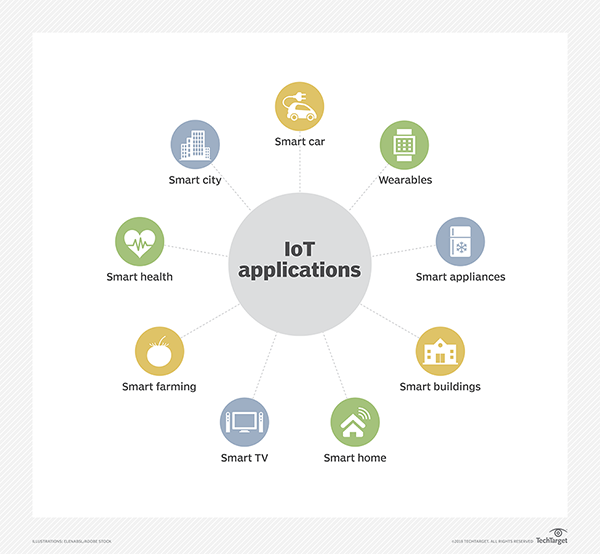 IoT
applications
Smart car
Wearables
Smart appliances
Smart buildings
Smart home
Smart TV
Smart farming
Smart health
Smart city
ILLUSTRATIONS: ELENABSL/ADOBE STOCK
©2019 TECHTARGET. ALL RIGHTS RESERVED
TechTarget